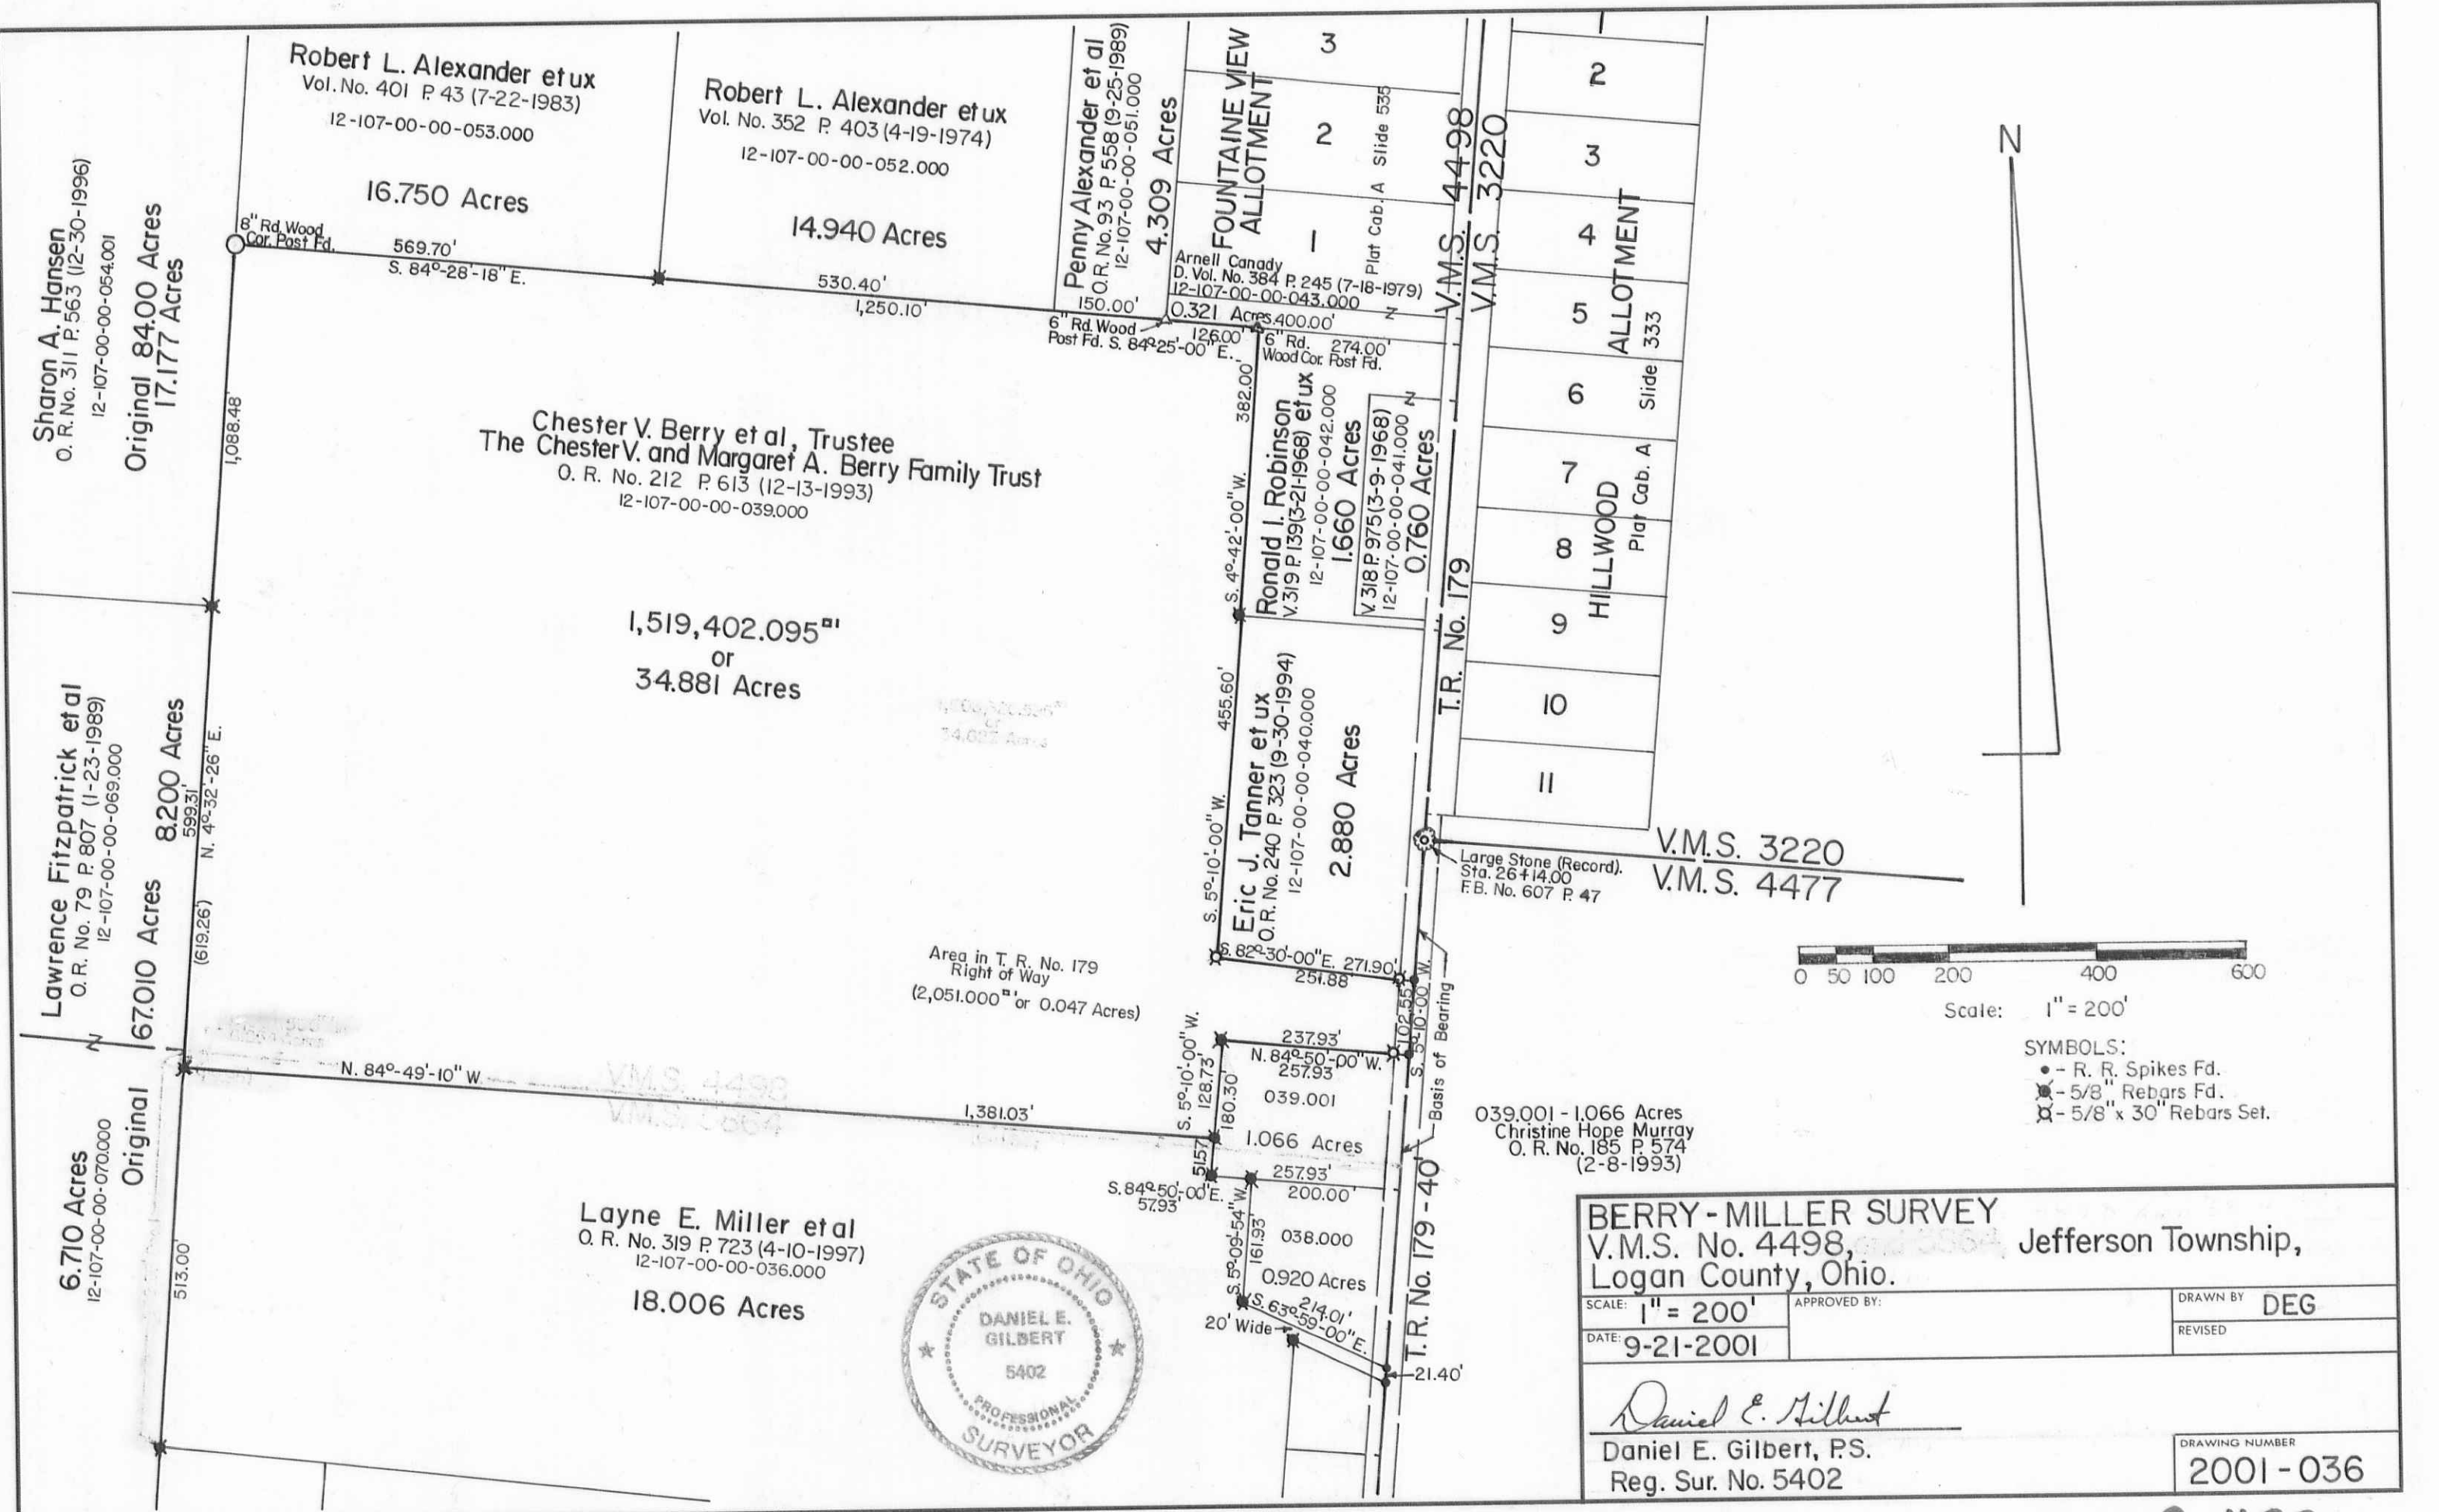 Robert L. Alexander et ux
Vol. No. 401 P. 43 (7-22-1983)
12-107-00-00-053.000
16.750 Acres
Robert L. Alexander et ux
Vol. No. 352 P. 403 (4-19-1974)
12-107-00-00-052.000
14.940 Acres
Penny Alexander et al
O.R. No. 93 P. 558 (9-25-1989)
12-107-00-00-051.000
4.309 Acres
FOUNTAINE VIEW
ALLOTMENT
Plat Cab. A Slide 535
3
2
1
V.M.S. 4498
V.M.S. 3220
1
2
3
4
5
6
7
8
9
10
11
HILLWOOD ALLOTMENT
Plat Cab. A Slide 333
N
Sharon A. Hansen
O. R. No. 311 P. 563 (12-30-1996)
12-107-00-00-054.001
Original 84.00 Acres
17.177 Acres
8" Rd. Wood
Cor. Post Fd.
569.70'
S. 84°-28'-18" E.
530.40'
1,250.10'
150.00'
6" Rd. Wood
Post Fd. S. 84°-25'-00" E.
Arnell Canady
D. Vol. No. 384 P. 245 (7-18-1979)
12-107-00-00-043.000
0.321 Acres
400.00'
126.00'
6" Rd.
Wood Cor. Post Fd.
274.00'
1,088.48'
382.00'
S. 4°-42'-00" W.
Ronald I. Robinson
V. 319 P. 139 (3-21-1968) et ux
12-107-00-00-042.000
1.660 Acres
V. 318 P. 975 (3-9-1968)
12-107-00-00-041.000
0.760 Acres
Chester V. Berry et al, Trustee
The Chester V. and Margaret A. Berry Family Trust
O. R. No. 212 P. 613 (12-13-1993)
12-107-00-00-039.000
1,519,402.095
or
34.881 Acres
T.R. No. 179
Lawrence Fitzpatrick et al
O. R. No. 79 P. 807 (1-23-1989)
12-107-00-00-069.000
8.200 Acres
599.31'
N. 4°-32'-26" E.
(619.26')
Original 67.010 Acres
455.60'
S. 5°-10'-00" W.
Eric J. Tanner et ux
O. R. No. 240 P. 323 (9-30-1994)
12-107-00-00-040.000
2.880 Acres
Large Stone (Record).
Sta. 26+14.00
F.B. No. 607 P. 47
V.M.S. 3220
V.M.S. 4477
S. 82°-30'-00" E. 271.90'
251.88'
102.55'
S. 5°-10'-00" W.
Basis of Bearing
Area in T. R. No. 179
Right of Way
(2,051.000 or 0.047 Acres)
N. 84°-49'-10" W.
1,381.03'
V.M.S. 4498
S. 5°-10'-00" W.
128.73'
180.30'
51.57'
237.93'
N. 84°-50'-00" W.
257.93'
039.001
1.066 Acres
257.93'
200.00'
S. 84°-50'-00" E.
57.93'
S. 5°-09'-54" W.
161.93'
038.000
0.920 Acres
214.01'
S. 63°-59'-00" E.
20' Wide
21.40'
T.R. No. 179-40'
039.001-1.066 Acres
Christine Hope Murray
O. R. No. 185 P. 574
(2-8-1993)
6.710 Acres
12-107-00-00-070.000
513.00'
Layne E. Miller et al
O. R. No. 319 P. 723 (4-10-1997)
12-107-00-00-036.000
18.006 Acres
STATE OF OHIO
DANIEL E.
GILBERT
5402
PROFESSIONAL
SURVEYOR
0 50 100 200 400 600
Scale: 1" = 200'
SYMBOLS:
- R. R. Spikes Fd.
- 5/8" Rebars Fd.
- 5/8" x 30" Rebars Set.
BERRY-MILLER SURVEY
V.M.S. No. 4498, Jefferson Township,
Logan County, Ohio.
SCALE: 1" = 200'
APPROVED BY:
DRAWN BY DEG
DATE: 9-21-2001
REVISED
Daniel E. Gilbert
Daniel E. Gilbert, P.S.
Reg. Sur. No. 5402
DRAWING NUMBER
2001-036